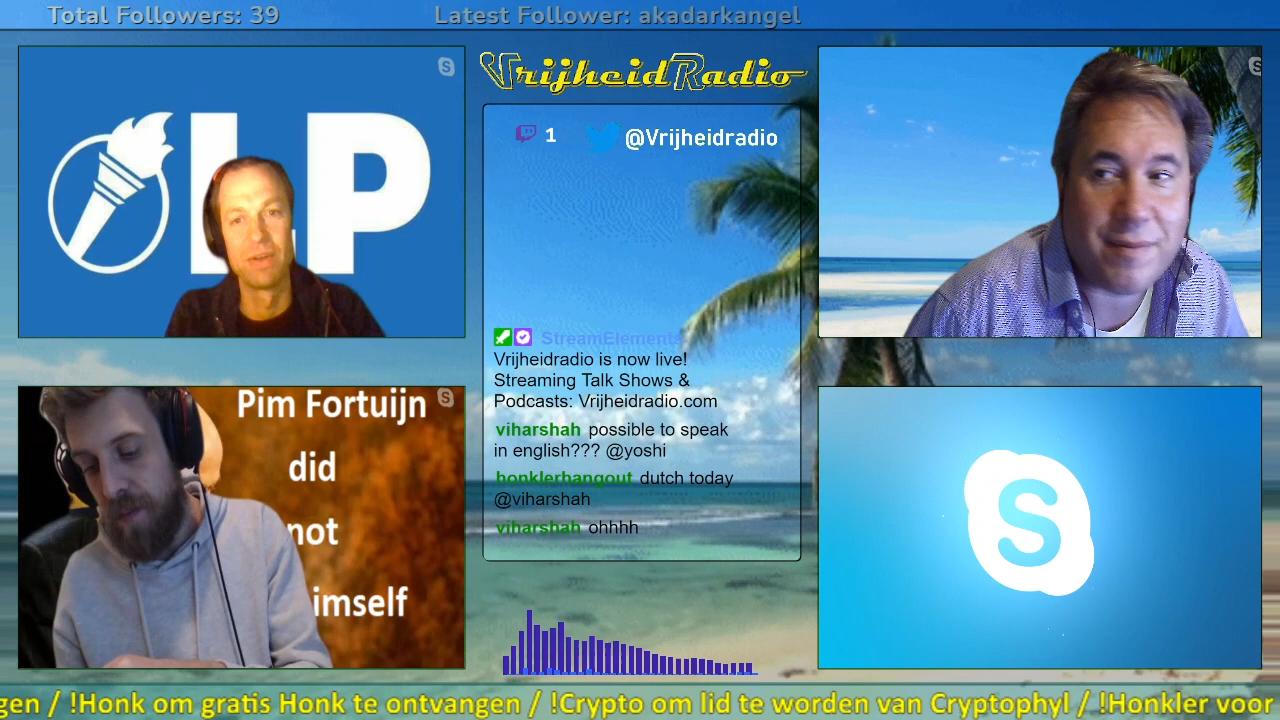 Total Followers: 39
Latest Follower: akadarkangel
VrijheidRadio
1
@Vrijheidradio
LP
StreamElements
Vrijheidradio is now live!
Streaming Talk Shows &
Podcasts: Vrijheidradio.com
viharshah possible to speak
in english??? @yoshi
honklerhangout dutch today
@viharshah
viharshah ohhhh
Pim Fortuijn
did
not
imself
S
gen / !Honk om gratis Honk te ontvangen / !Crypto om lid te worden van Cryptophyl / !Honkler voor